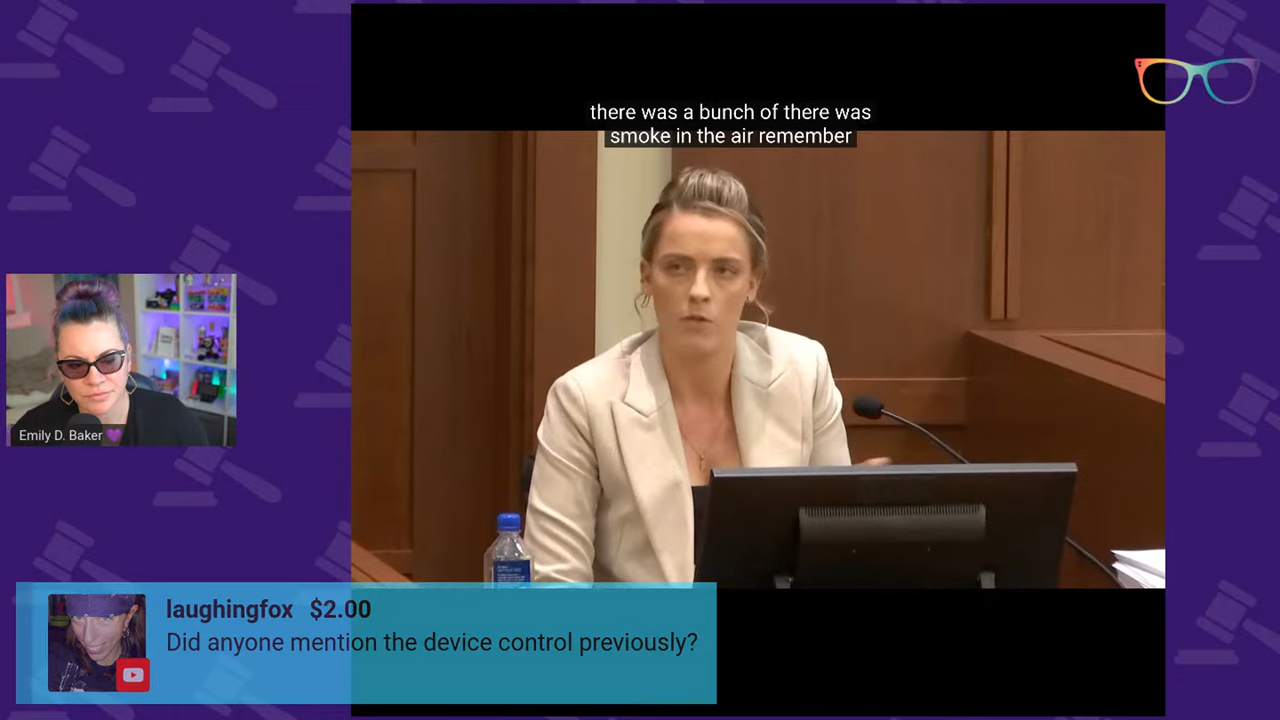 there was a bunch of there was
smoke in the air remember
Emily D. Baker 💜
laughingfox $2.00
Did anyone mention the device control previously?